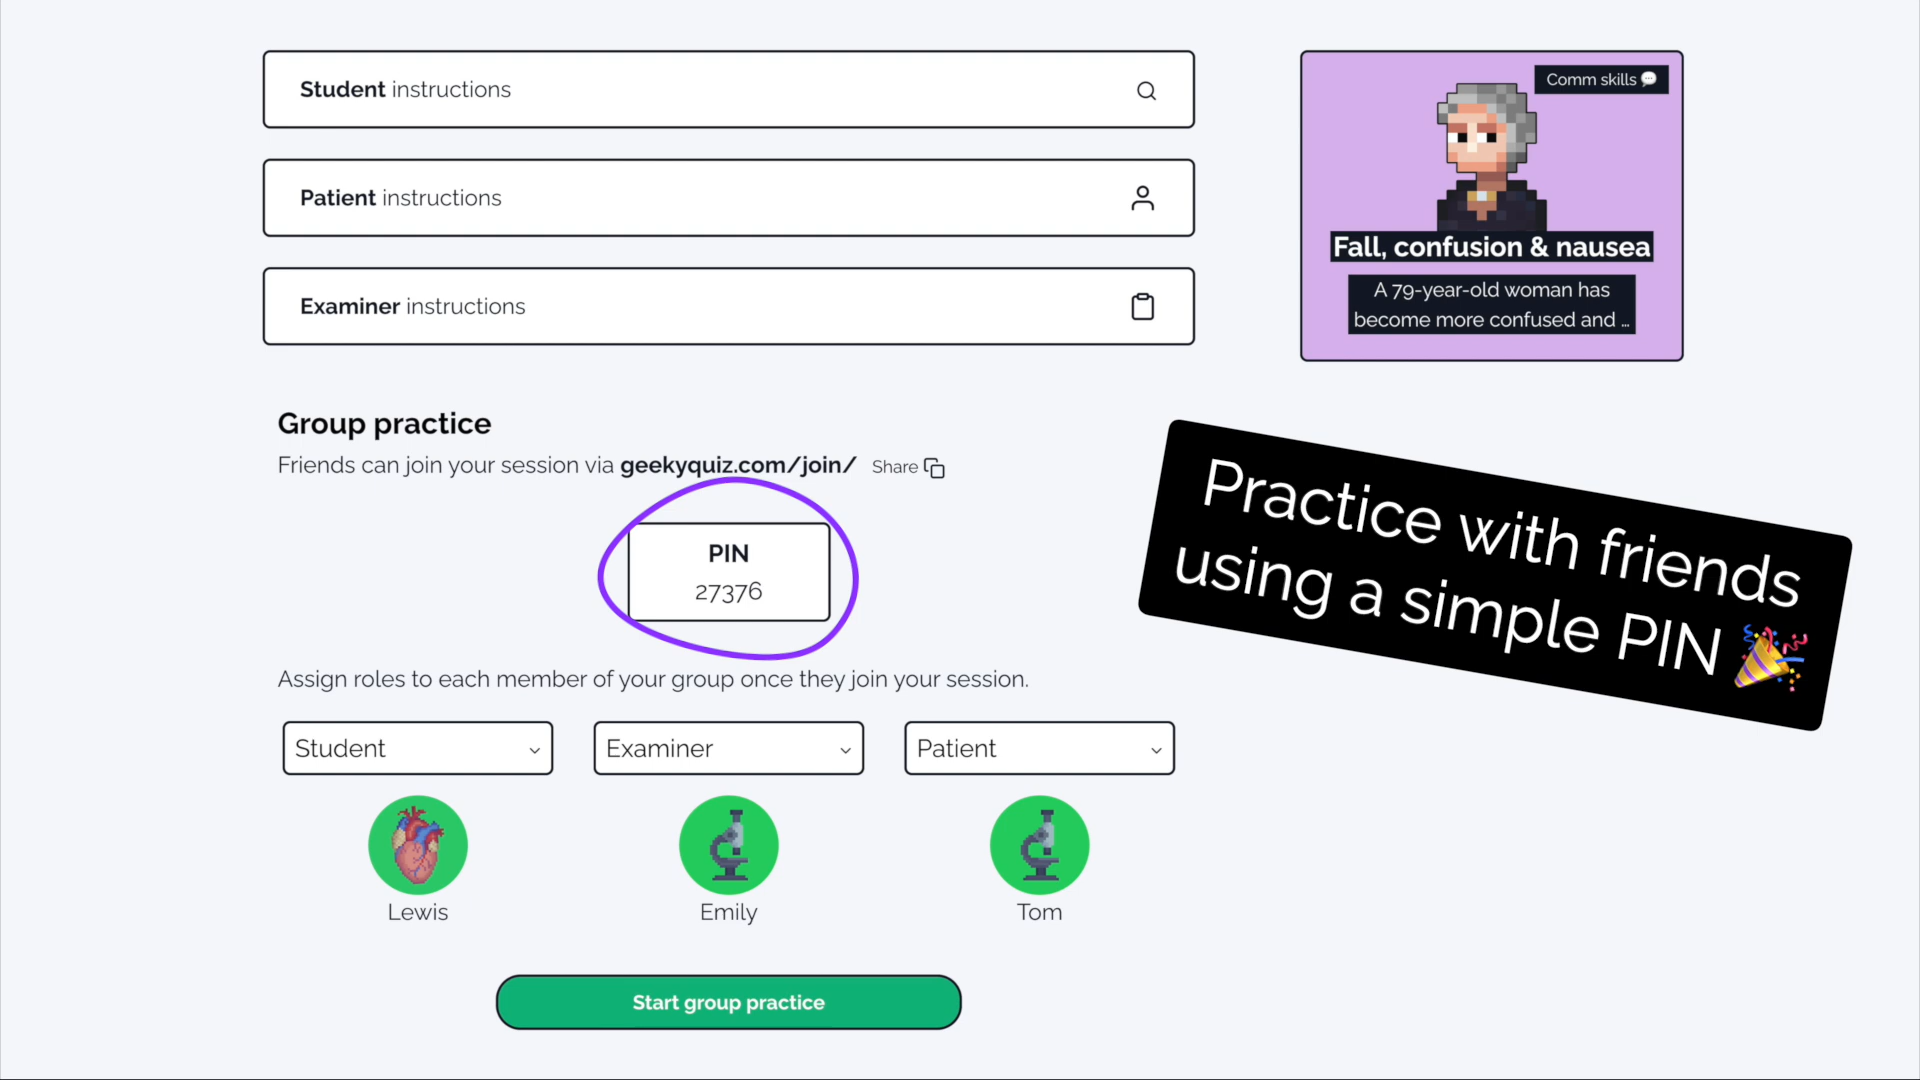 Student instructions
Patient instructions
Examiner instructions
Comm skills 💬
Fall, confusion & nausea
A 79-year-old woman has
become more confused and ...
Group practice
Friends can join your session via geekyquiz.com/join/ Share
PIN
27376
Practice with friends
using a simple PIN 🎉
Assign roles to each member of your group once they join your session.
Student
Examiner
Patient
Lewis
Emily
Tom
Start group practice